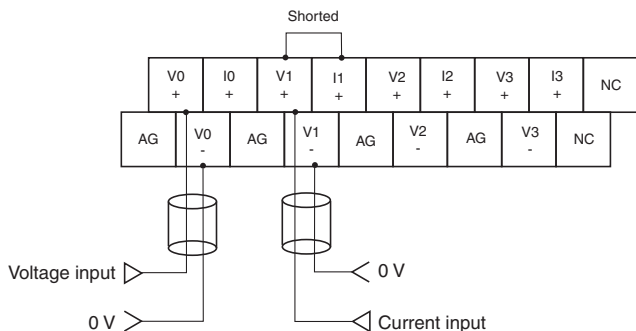 Shorted
V0 I0 V1 I1 V2 I2 V3 I3 NC
+ + + + + + + +
AG V0 AG V1 AG V2 AG V3 NC
- - - -
Voltage input
0 V
0 V
Current input